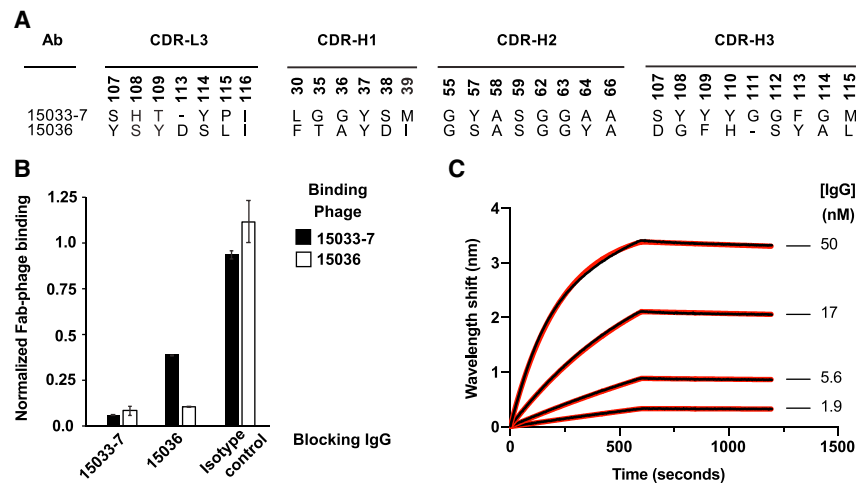 A
Ab CDR-L3 CDR-H1 CDR-H2 CDR-H3
107 108 109 113 114 115 116 30 35 36 37 38 39 55 57 58 59 62 63 64 66 107 108 109 110 111 112 113 114 115
15033-7 S H T - Y P I L G G Y S M G Y A S G G A A S Y Y Y G G F G M
15036 Y S Y D S L I F T A Y D I G S A S G G Y A D G F H - S Y A L
B
Normalized Fab-phage binding
1.25
1.0
0.75
0.5
0.25
0.0
15033-7
15036
Isotype control
Binding
Phage
15033-7
15036
Blocking IgG
C
Wavelength shift (nm)
4
3
2
1
0
0 500 1000 1500
Time (seconds)
[IgG]
(nM)
50
17
5.6
1.9